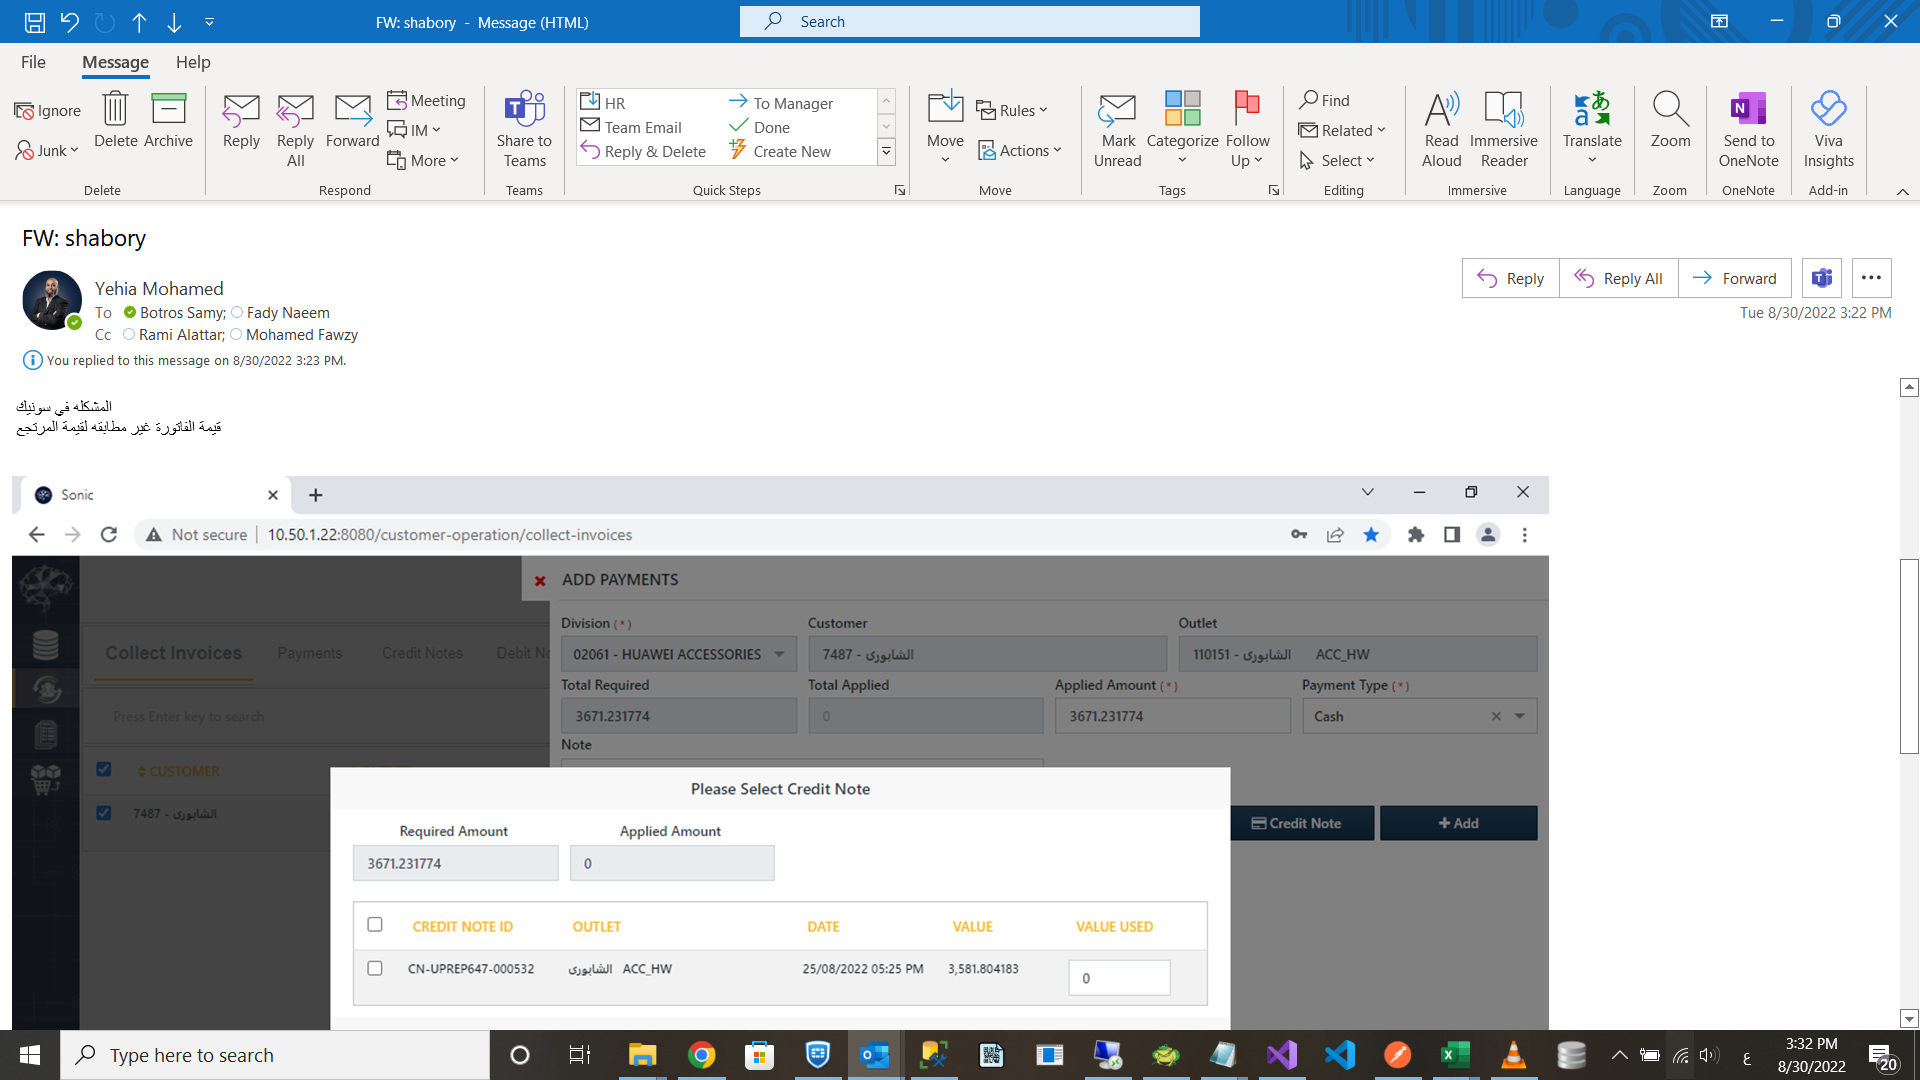 FW: shabory - Message (HTML)
Search
File Message Help
Ignore
Junk
Delete
Archive
Delete
Reply
Reply All
Forward
Meeting
IM
More
Respond
Share to Teams
Teams
HR
Team Email
Reply & Delete
To Manager
Done
Create New
Quick Steps
Move
Rules
Actions
Move
Mark Unread
Categorize
Follow Up
Tags
Find
Related
Select
Editing
Read Aloud
Immersive Reader
Immersive
Translate
Language
Zoom
Zoom
Send to OneNote
OneNote
Viva Insights
Add-in
FW: shabory
Yehia Mohamed
To Botros Samy; Fady Naeem
Cc Rami Alattar; Mohamed Fawzy
You replied to this message on 8/30/2022 3:23 PM.
Reply Reply All Forward
Tue 8/30/2022 3:22 PM
المشكله في سونيك
قيمة الفاتورة غير مطابقه لقيمة المرتجع
Sonic
Not secure 10.50.1.22:8080/customer-operation/collect-invoices
ADD PAYMENTS
Collect Invoices Payments Credit Notes Debit No
Press Enter key to search
CUSTOMER
7487 - الشابورى
Division (*) Customer Outlet
02061 - HUAWEI ACCESSORIES 7487 - الشابورى 110151 - الشابورى ACC_HW
Total Required Total Applied Applied Amount (*) Payment Type (*)
3671.231774 0 3671.231774 Cash
Note
Credit Note Add
Please Select Credit Note
Required Amount Applied Amount
3671.231774 0
CREDIT NOTE ID OUTLET DATE VALUE VALUE USED
CN-UPREP647-000532 الشابورى ACC_HW 25/08/2022 05:25 PM 3,581.804183 0
Type here to search
ع
3:32 PM
8/30/2022
20